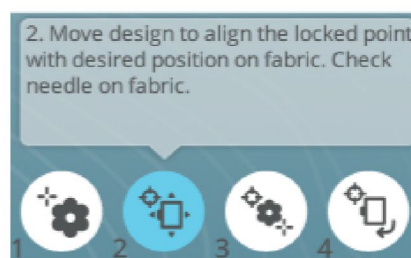 2. Move design to align the locked point
with desired position on fabric. Check
needle on fabric.
1 2 3 4